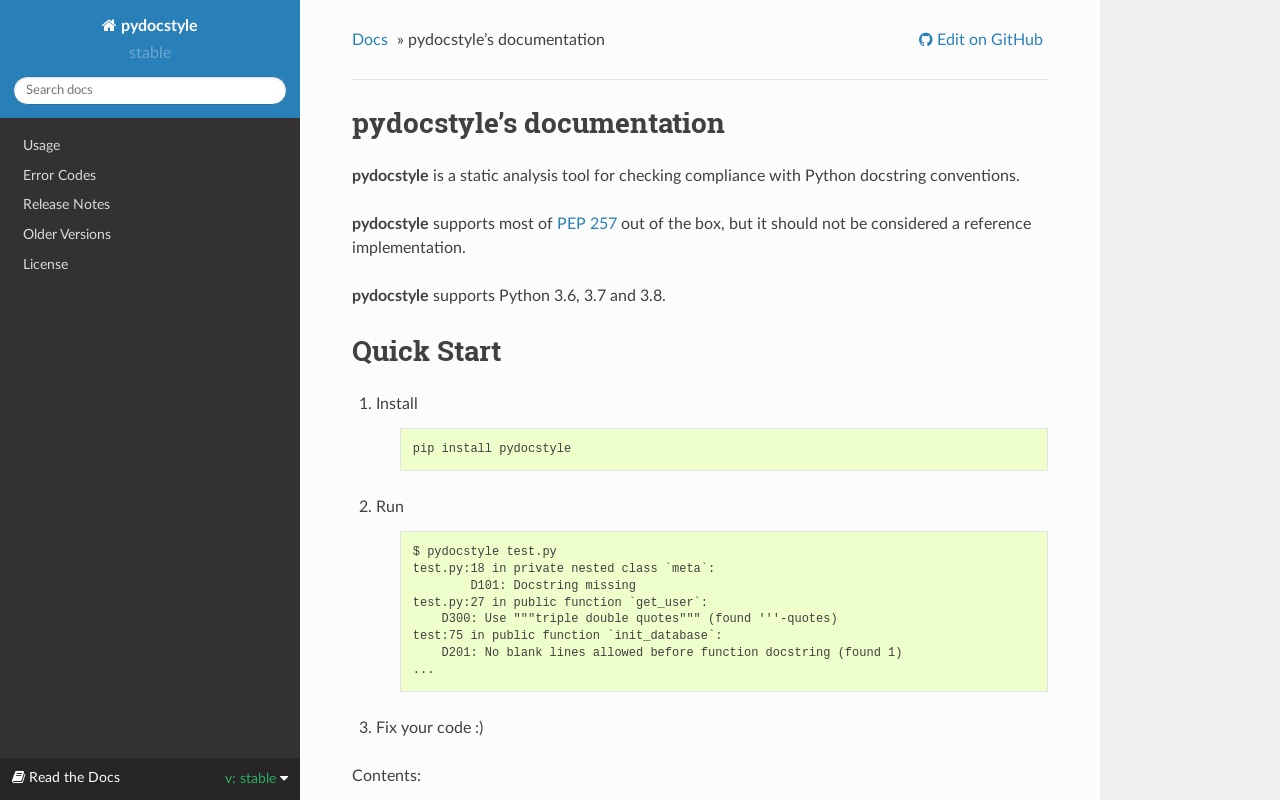 pydocstyle
stable
Search docs
Usage
Error Codes
Release Notes
Older Versions
License
Read the Docs
v: stable
Docs » pydocstyle’s documentation
Edit on GitHub
pydocstyle’s documentation
pydocstyle is a static analysis tool for checking compliance with Python docstring conventions.
pydocstyle supports most of PEP 257 out of the box, but it should not be considered a reference
implementation.
pydocstyle supports Python 3.6, 3.7 and 3.8.
Quick Start
1. Install
pip install pydocstyle
2. Run
$ pydocstyle test.py
test.py:18 in private nested class `meta`:
        D101: Docstring missing
test.py:27 in public function `get_user`:
    D300: Use """triple double quotes""" (found '''-quotes)
test:75 in public function `init_database`:
    D201: No blank lines allowed before function docstring (found 1)
...
3. Fix your code :)
Contents: